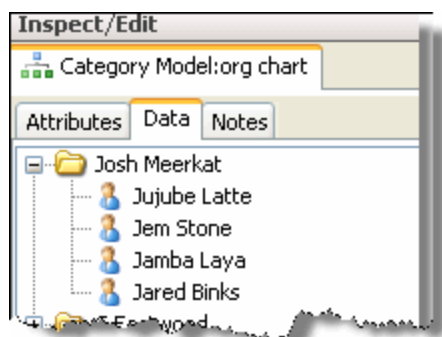 Inspect/Edit
Category Model:org chart
Attributes Data Notes
Josh Meerkat
Jujube Latte
Jem Stone
Jamba Laya
Jared Binks
Eastwood